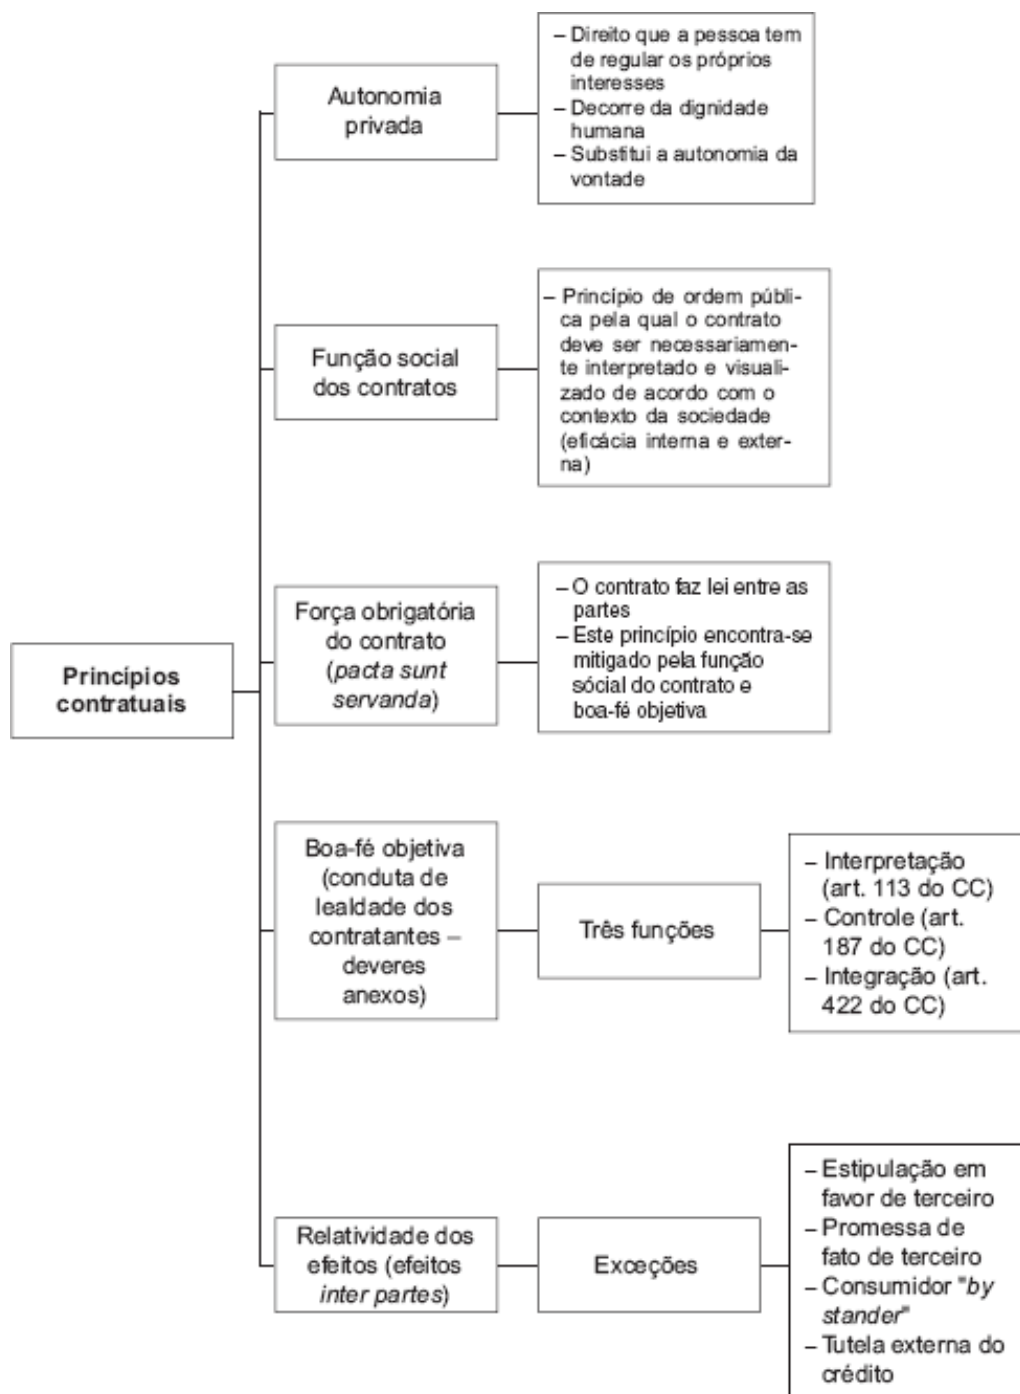 Princípios
contratuais
Autonomia
privada
– Direito que a pessoa tem
de regular os próprios
interesses
– Decorre da dignidade
humana
– Substitui a autonomia da
vontade
Função social
dos contratos
– Princípio de ordem públi-
ca pela qual o contrato
deve ser necessariamen-
te interpretado e visuali-
zado de acordo com o
contexto da sociedade
(eficácia interna e exter-
na)
Força obrigatória
do contrato
(pacta sunt
servanda)
– O contrato faz lei entre as
partes
– Este princípio encontra-se
mitigado pela função
sócial do contrato e
boa-fé objetiva
Boa-fé objetiva
(conduta de
lealdade dos
contratantes –
deveres
anexos)
Três funções
– Interpretação
(art. 113 do CC)
– Controle (art.
187 do CC)
– Integração (art.
422 do CC)
Relatividade dos
efeitos (efeitos
inter partes)
Exceções
– Estipulação em
favor de terceiro
– Promessa de
fato de terceiro
– Consumidor "by
stander"
– Tutela externa do
crédito